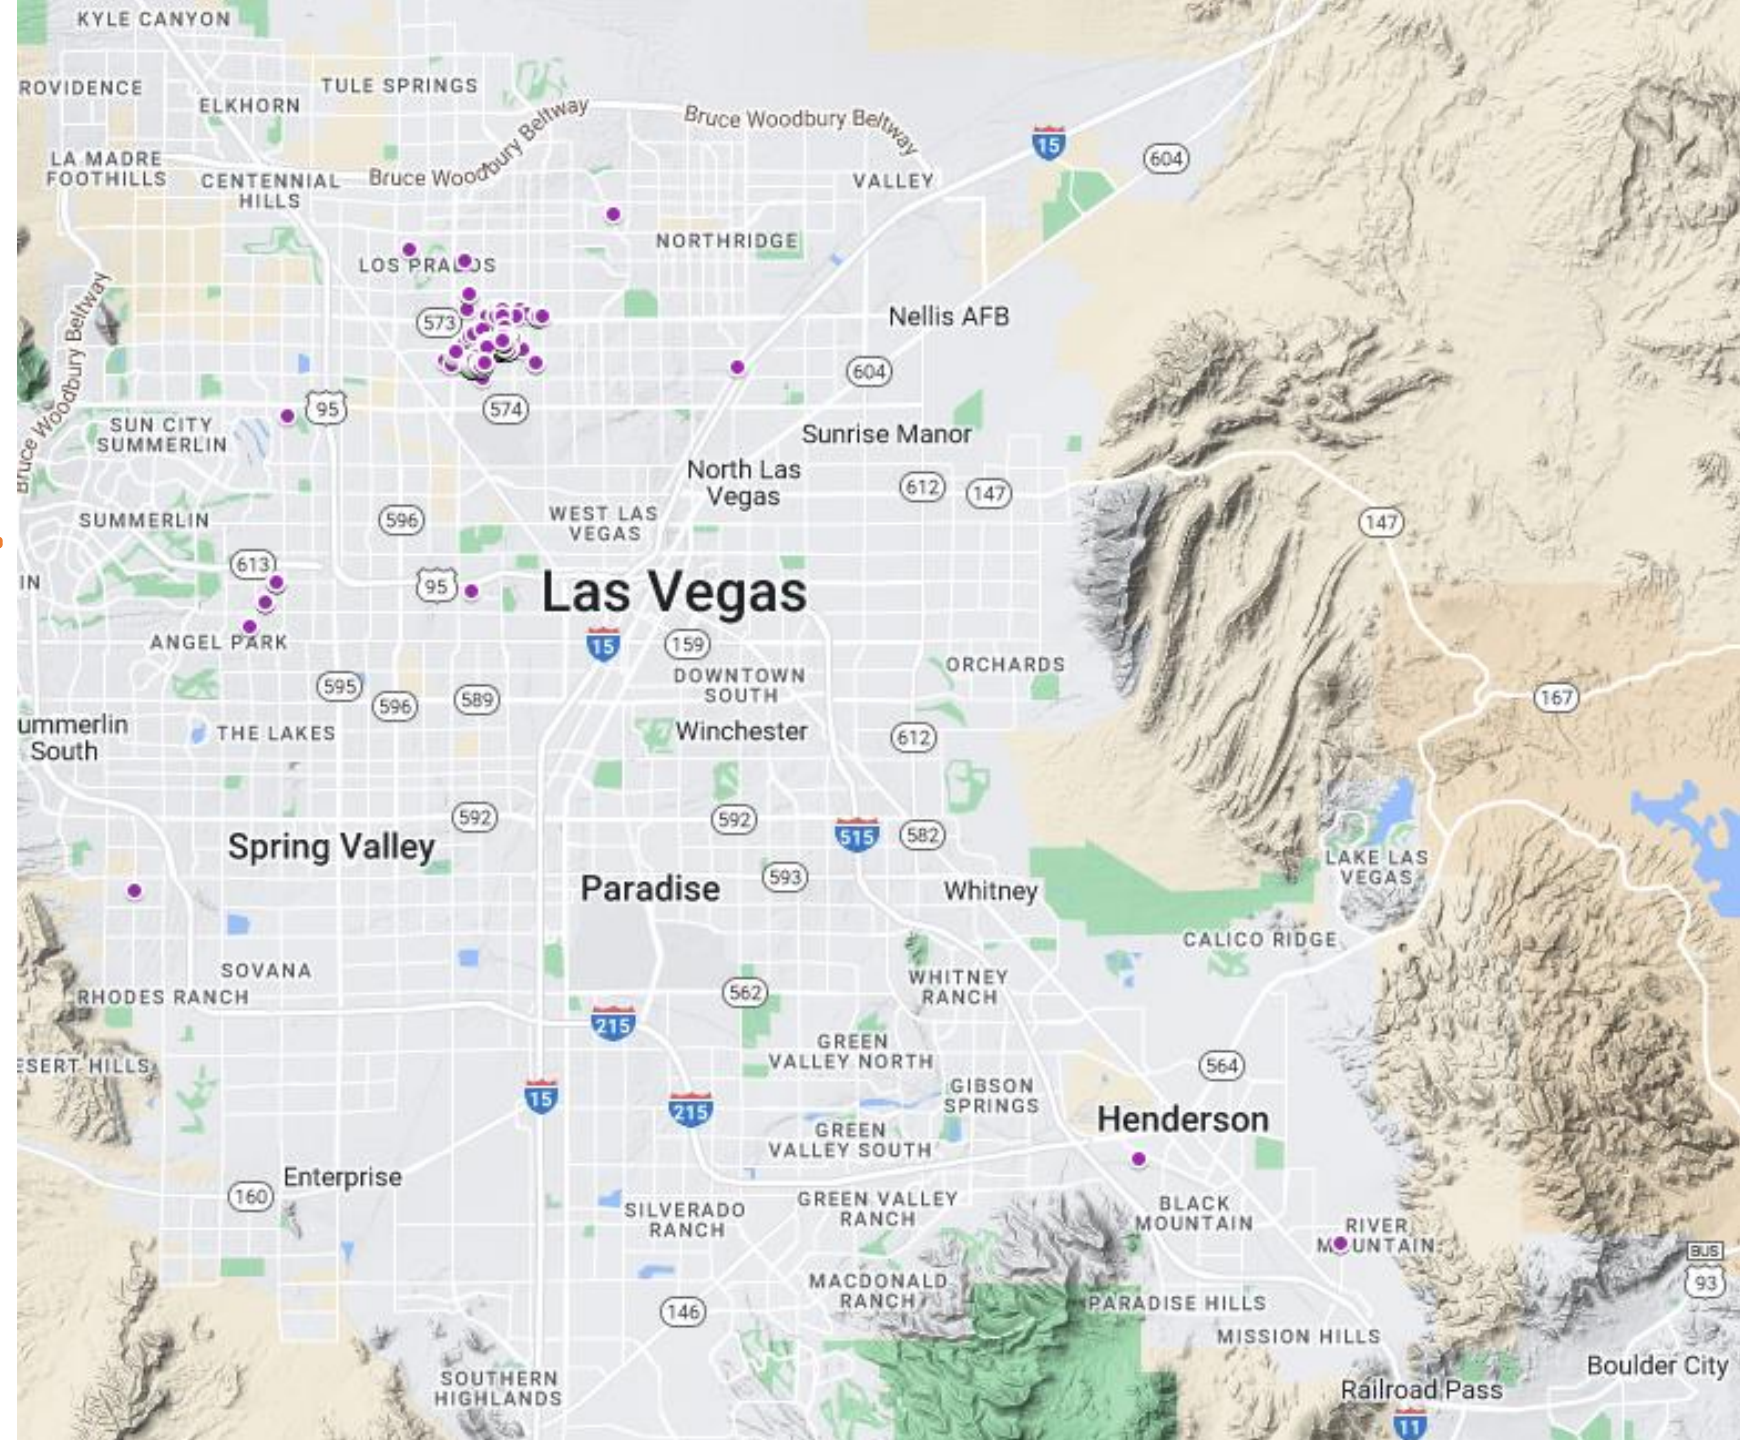 KYLE CANYON
ROVIDENCE
TULE SPRINGS
ELKHORN
Bruce Woodbury Beltway
Bruce Woodbury Beltway
15
604
LA MADRE
FOOTHILLS
CENTENNIAL
HILLS
VALLEY
NORTHRIDGE
LOS PRADOS
Bruce Woodbury Beltway
573
Nellis AFB
604
95
574
SUN CITY
SUMMERLIN
Sunrise Manor
North Las
Vegas
612
147
SUMMERLIN
596
WEST LAS
VEGAS
147
613
IN
95
Las Vegas
ANGEL PARK
15
159
ORCHARDS
595
596
589
DOWNTOWN
SOUTH
167
ummerlin
South
THE LAKES
Winchester
612
592
592
515
582
Spring Valley
LAKE LAS
VEGAS
Paradise
593
Whitney
CALICO RIDGE
SOVANA
RHODES RANCH
562
WHITNEY
RANCH
215
GREEN
VALLEY NORTH
ESERT HILLS
564
15
215
GIBSON
SPRINGS
Henderson
GREEN
VALLEY SOUTH
Enterprise
160
SILVERADO
RANCH
GREEN VALLEY
RANCH
BLACK
MOUNTAIN
RIVER
MOUNTAIN
BUS
93
MACDONALD
RANCH
146
PARADISE HILLS
MISSION HILLS
SOUTHERN
HIGHLANDS
Boulder City
Railroad Pass
11